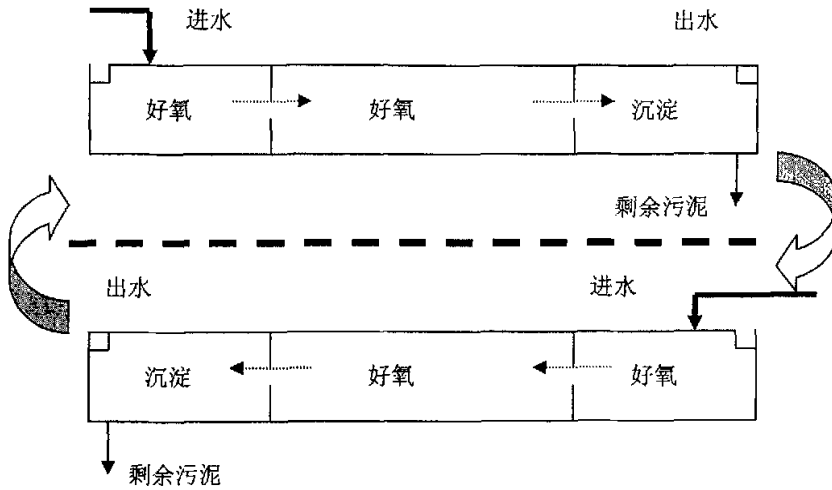 进水 出水
好氧 好氧 沉淀
剩余污泥
出水 进水
沉淀 好氧 好氧
剩余污泥